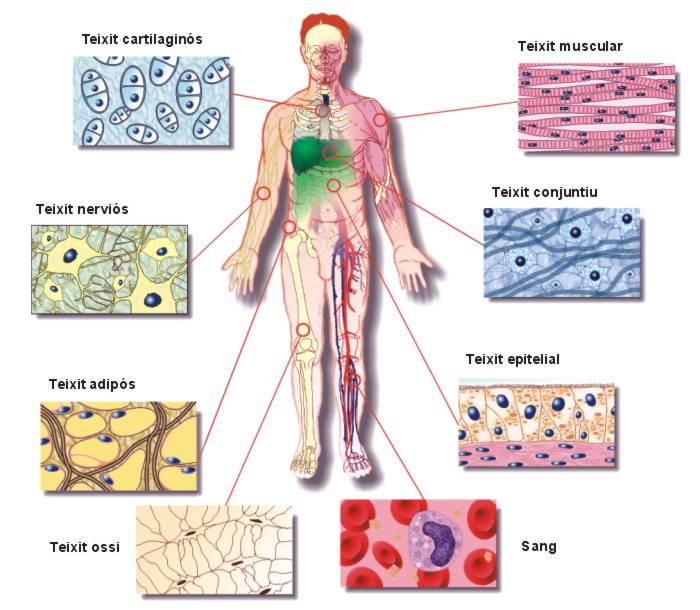 Teixit cartilaginós
Teixit muscular
Teixit nerviós
Teixit conjuntiu
Teixit adipós
Teixit epitelial
Teixit ossi
Sang